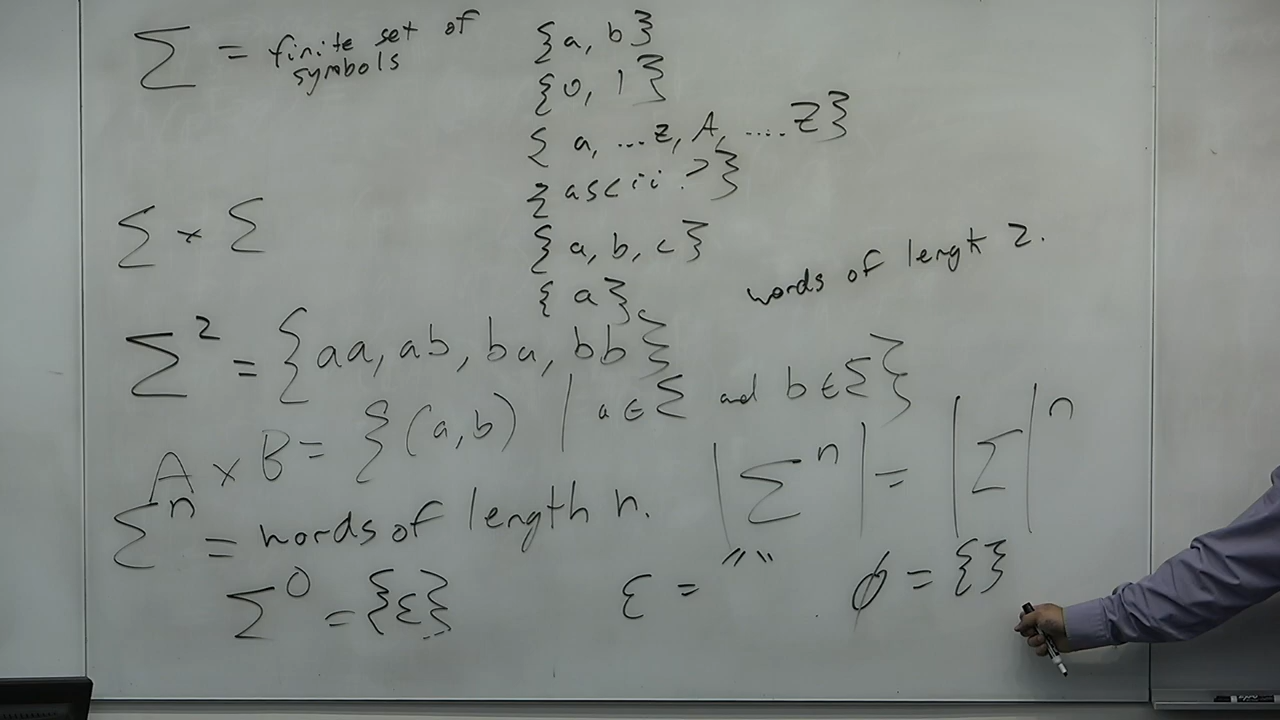 Σ = finite set of symbols
{a, b}
{0, 1}
{a, ...z, A, ....Z}
{ascii?}
Σ × Σ
{a, b, c}
{a}
words of length 2.
Σ² = {aa, ab, ba, bb}
A × B = {(a,b) | a ∈ Σ and b ∈ Σ}
Σⁿ = words of length n.
|Σⁿ| = |Σ|ⁿ
Σ⁰ = {ε}
ε = ""
ϕ = {}